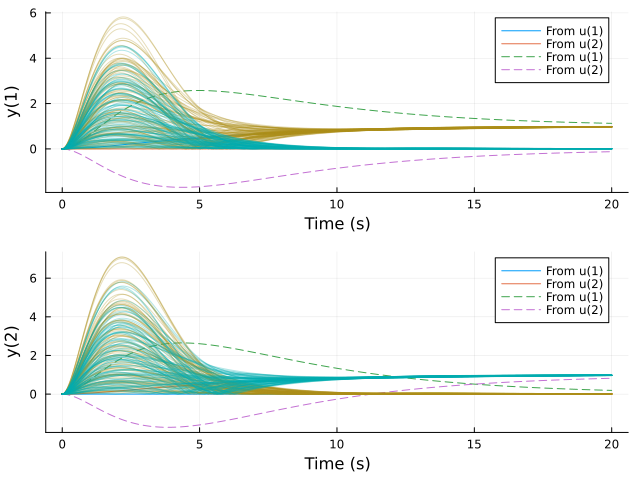 y(1)
6
4
2
0
From u(1)
From u(2)
From u(1)
From u(2)
0 5 10 15 20
Time (s)
y(2)
6
4
2
0
From u(1)
From u(2)
From u(1)
From u(2)
0 5 10 15 20
Time (s)